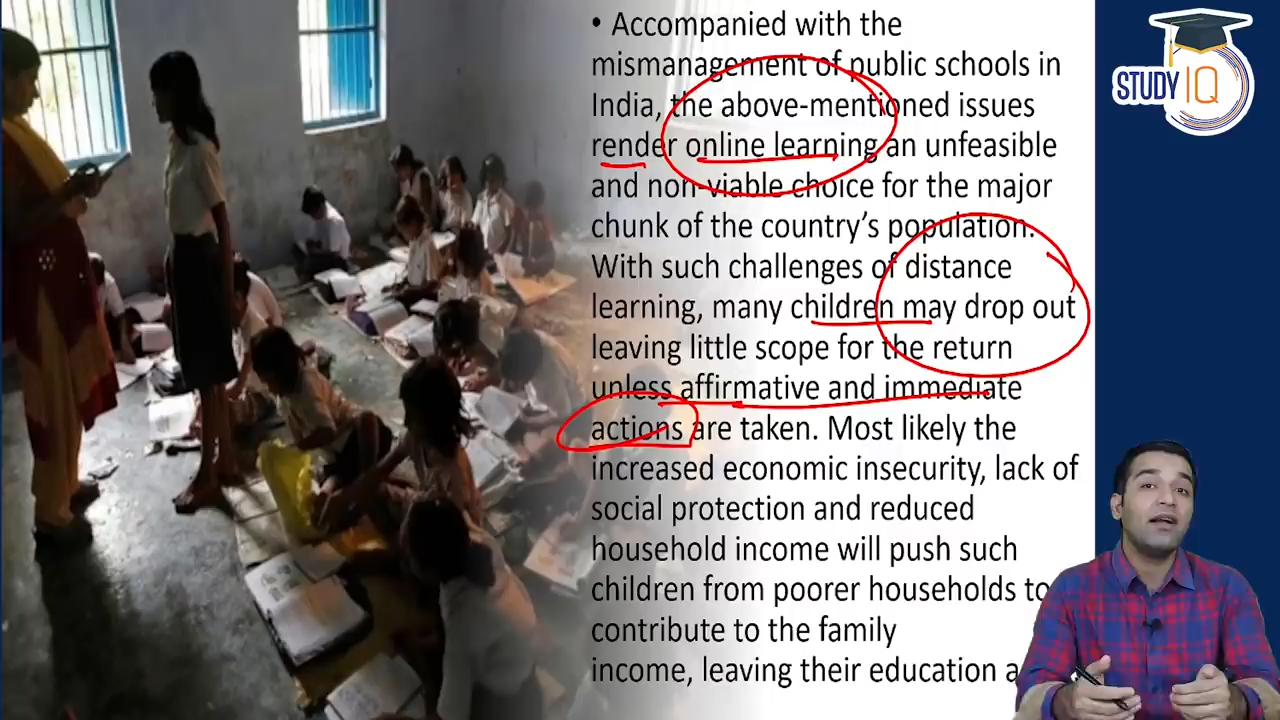 • Accompanied with the
mismanagement of public schools in
India, the above-mentioned issues
render online learning an unfeasible
and non-viable choice for the major
chunk of the country’s population.
With such challenges of distance
learning, many children may drop out
leaving little scope for the return
unless affirmative and immediate
actions are taken. Most likely the
increased economic insecurity, lack of
social protection and reduced
household income will push such
children from poorer households to
contribute to the family
income, leaving their education a
STUDY IQ